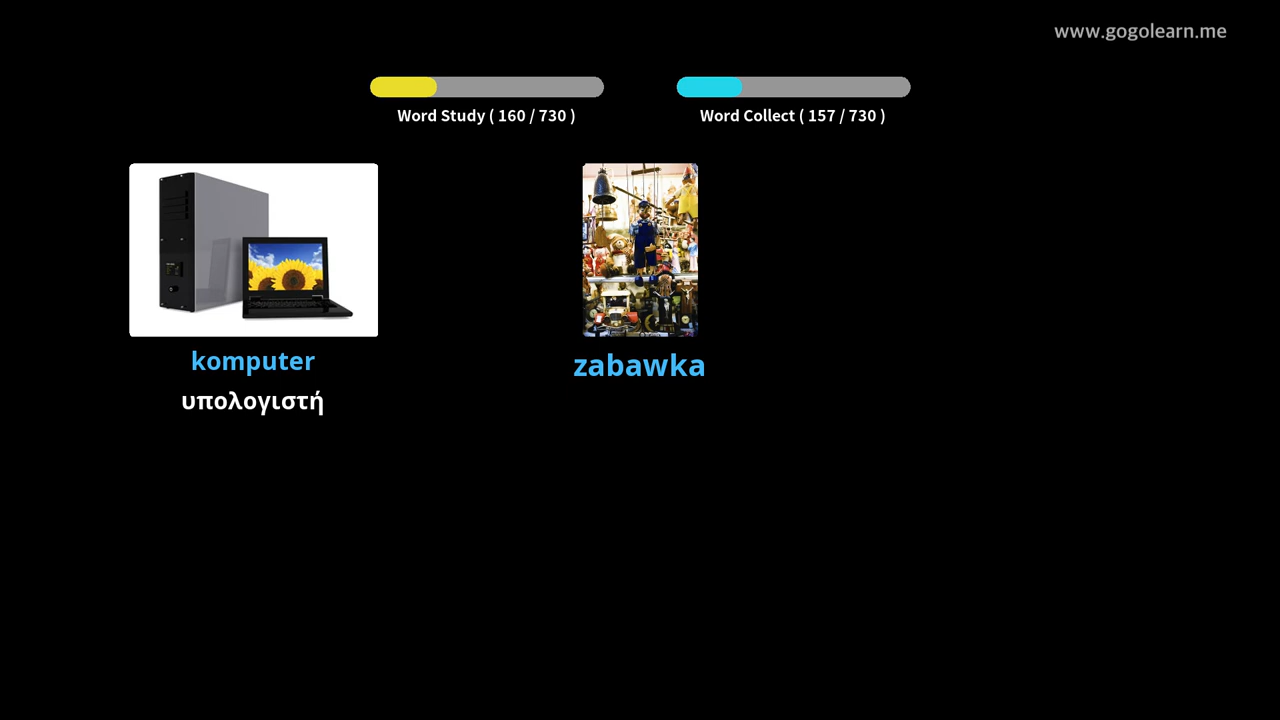 www.gogolearn.me
Word Study ( 160 / 730 )
Word Collect ( 157 / 730 )
komputer
υπολογιστή
zabawka